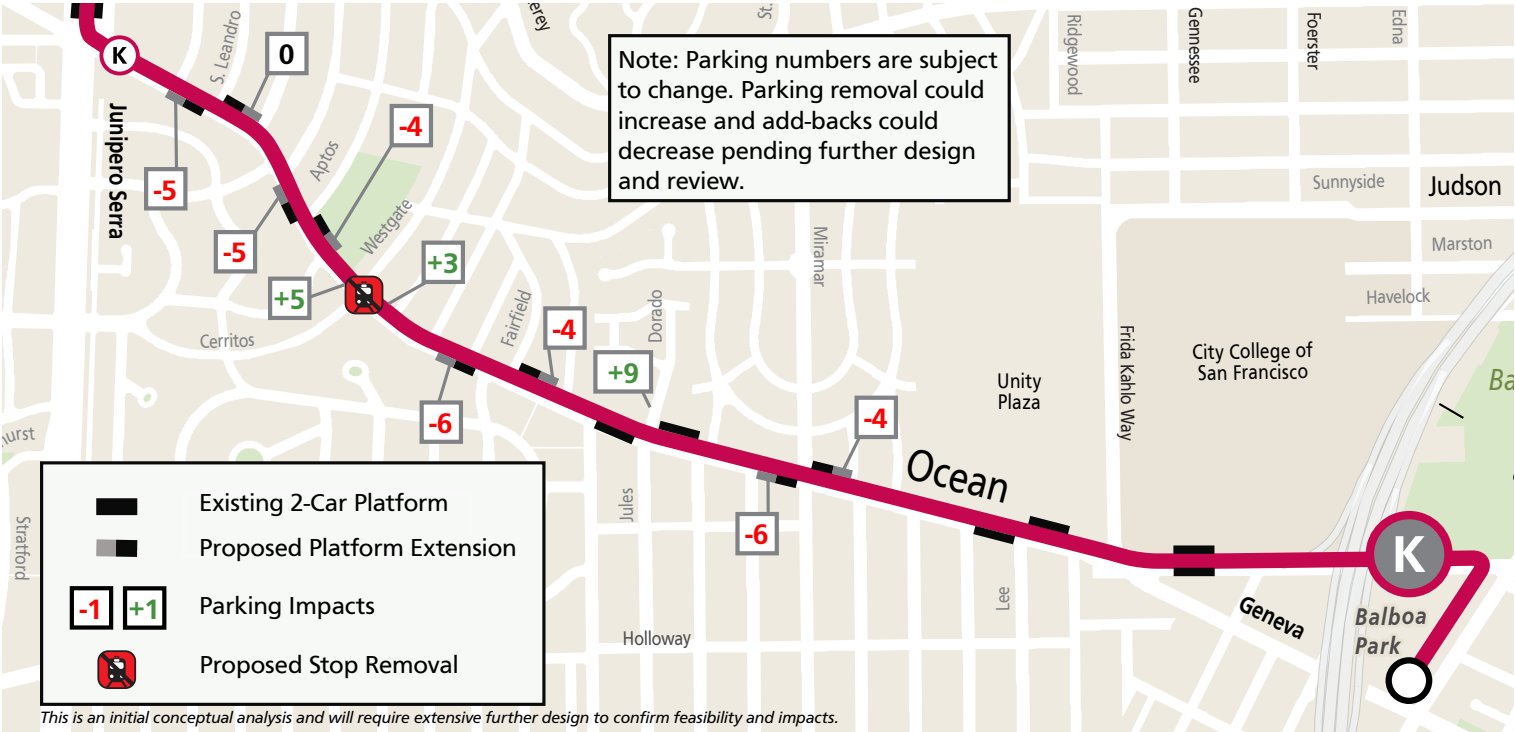 erey
St.
Ridgewood
Gennessee
Foerster
Edna
K
S. Leandro
0
Note: Parking numbers are subject
to change. Parking removal could
increase and add-backs could
decrease pending further design
and review.
Junipero Serra
-4
Aptos
-5
Sunnyside
Judson
Westgate
-5
Miramar
Marston
+3
+5
Havelock
Cerritos
Fairfield
-4
Dorado
+9
Frida Kahlo Way
City College of
San Francisco
Unity
Plaza
Ba
-6
-4
urst
Ocean
Existing 2-Car Platform
Jules
Proposed Platform Extension
-6
Stratford
K
-1 +1 Parking Impacts
Lee
Geneva
Balboa
Park
Holloway
Proposed Stop Removal
This is an initial conceptual analysis and will require extensive further design to confirm feasibility and impacts.